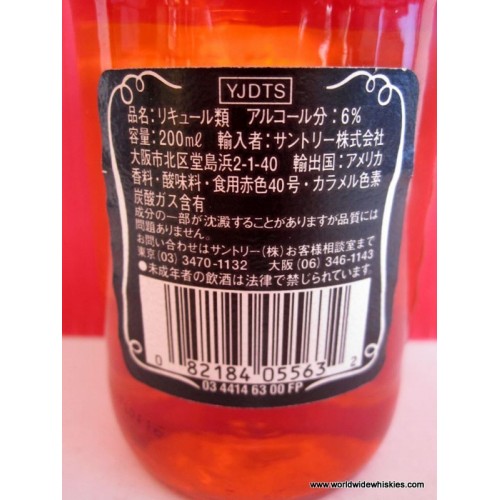 YJDTS
品名:リキュール類 アルコール分:6%
容量:200mℓ 輸入者:サントリー株式会社
大阪市北区堂島浜2-1-40 輸出国:アメリカ
香料・酸味料・食用赤色40号・カラメル色素
炭酸ガス含有
成分の一部が沈澱することがありますが品質には
問題ありません。
お問い合わせはサントリー(株)お客様相談室まで
東京(03)3470-1132 大阪(06)346-1143
●未成年者の飲酒は法律で禁じられています。
0 82184 05563 2
03 4414 63 00 FP
www.worldwidewhiskies.com